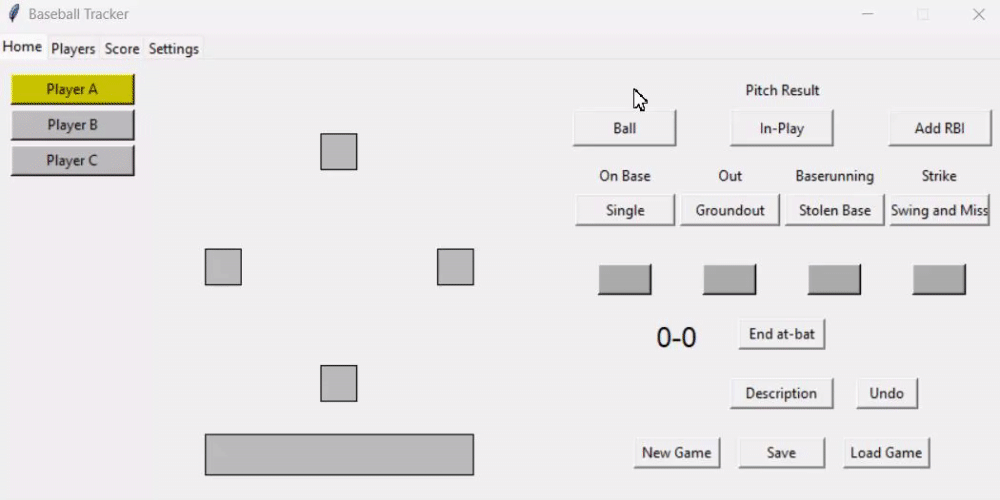 Baseball Tracker
Home Players Score Settings
Player A
Player B
Player C
Pitch Result
Ball In-Play Add RBI
On Base Out Baserunning Strike
Single Groundout Stolen Base Swing and Miss
0-0 End at-bat
Description Undo
New Game Save Load Game